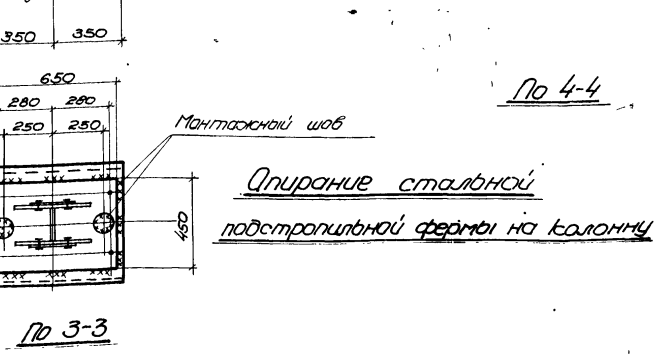 350 350
650
280 280
250 250
Монтажный шов
450
По 4-4
Опирание стальной
подстропильной фермы на колонну
По 3-3